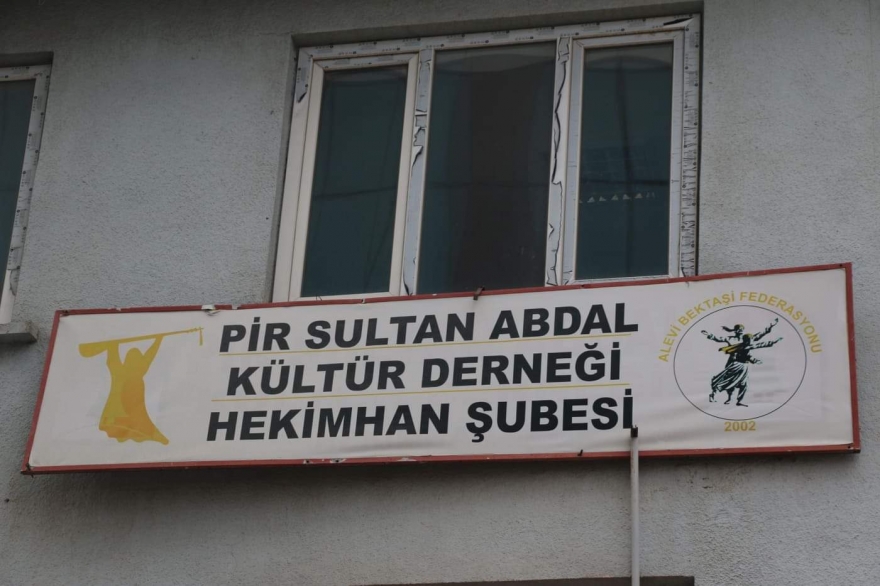 PİR SULTAN ABDAL
KÜLTÜR DERNEĞİ
HEKİMHAN ŞUBESİ
ALEVİ BEKTAŞİ FEDERASYONU
2002